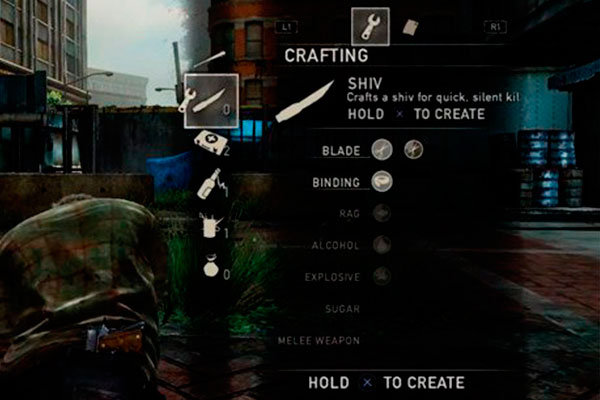 L1
R1
CRAFTING
SHIV
Crafts a shiv for quick, silent kil
HOLD × TO CREATE
0
2
1
1
0
BLADE
BINDING
RAG
ALCOHOL
EXPLOSIVE
SUGAR
MELEE WEAPON
HOLD × TO CREATE